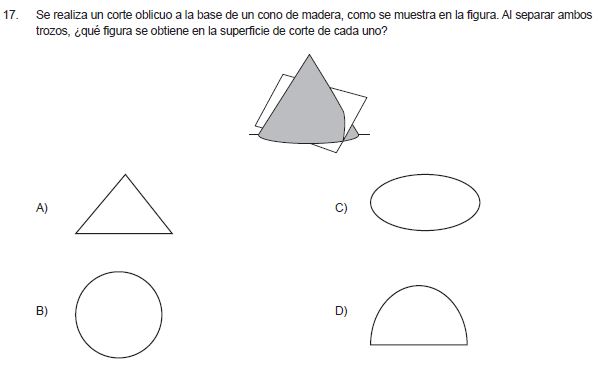 17. Se realiza un corte oblicuo a la base de un cono de madera, como se muestra en la figura. Al separar ambos
trozos, ¿qué figura se obtiene en la superficie de corte de cada uno?
A)
C)
B)
D)